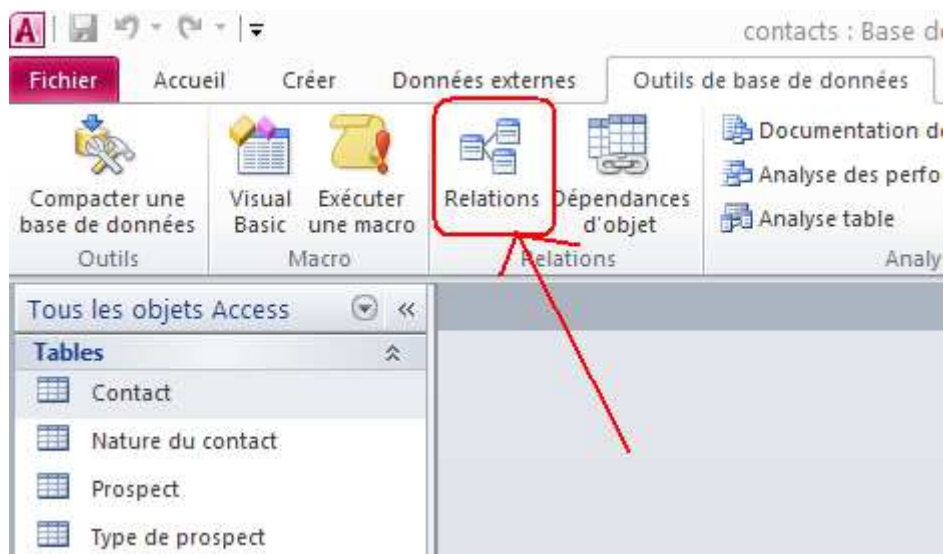 contacts : Base d
Fichier Accueil Créer Données externes Outils de base de données
Compacter une base de données
Visual Basic
Exécuter une macro
Relations
Dépendances d'objet
Documentation d
Analyse des perfo
Analyse table
Outils
Macro
Relations
Analy
Tous les objets Access
Tables
Contact
Nature du contact
Prospect
Type de prospect